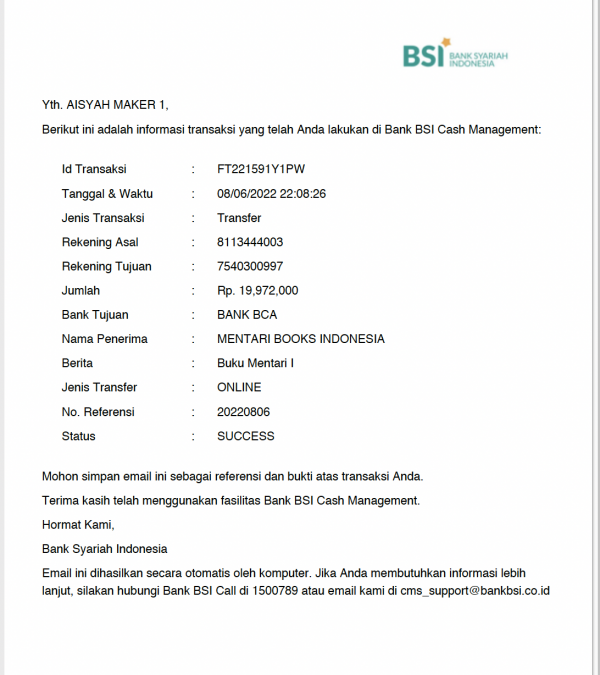 BSI BANK SYARIAH
INDONESIA
Yth. AISYAH MAKER 1,
Berikut ini adalah informasi transaksi yang telah Anda lakukan di Bank BSI Cash Management:
Id Transaksi : FT221591Y1PW
Tanggal & Waktu : 08/06/2022 22:08:26
Jenis Transaksi : Transfer
Rekening Asal : 8113444003
Rekening Tujuan : 7540300997
Jumlah : Rp. 19,972,000
Bank Tujuan : BANK BCA
Nama Penerima : MENTARI BOOKS INDONESIA
Berita : Buku Mentari I
Jenis Transfer : ONLINE
No. Referensi : 20220806
Status : SUCCESS
Mohon simpan email ini sebagai referensi dan bukti atas transaksi Anda.
Terima kasih telah menggunakan fasilitas Bank BSI Cash Management.
Hormat Kami,
Bank Syariah Indonesia
Email ini dihasilkan secara otomatis oleh komputer. Jika Anda membutuhkan informasi lebih
lanjut, silakan hubungi Bank BSI Call di 1500789 atau email kami di cms_support@bankbsi.co.id